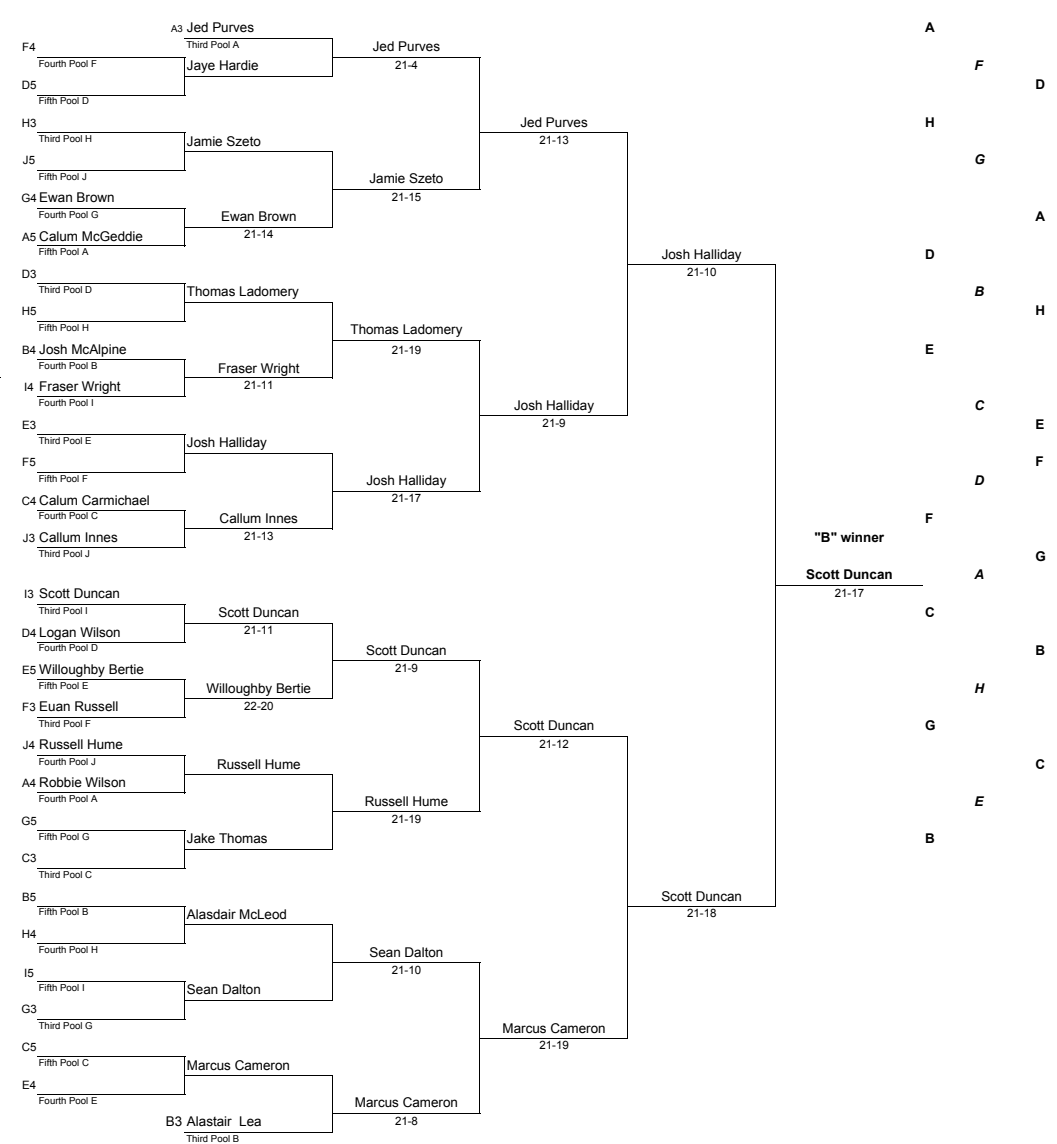 A3 Jed Purves A
F4 Third Pool A Jed Purves
Fourth Pool F Jaye Hardie 21-4 F
D5 D
Fifth Pool D
H3 Jed Purves H
Third Pool H Jamie Szeto 21-13
J5 G
Fifth Pool J Jamie Szeto
G4 Ewan Brown 21-15
Fourth Pool G Ewan Brown A
A5 Calum McGeddie 21-14
Fifth Pool A Josh Halliday D
D3 21-10
Third Pool D Thomas Ladomery B
H5 H
Fifth Pool H Thomas Ladomery
B4 Josh McAlpine 21-19 E
Fourth Pool B Fraser Wright
I4 Fraser Wright 21-11
Fourth Pool I Josh Halliday C
E3 21-9 E
Third Pool E Josh Halliday
F5 F
Fifth Pool F Josh Halliday D
C4 Calum Carmichael 21-17
Fourth Pool C Callum Innes F
J3 Callum Innes 21-13 "B" winner
Third Pool J G
Scott Duncan A
I3 Scott Duncan 21-17
Third Pool I Scott Duncan C
D4 Logan Wilson 21-11
Fourth Pool D Scott Duncan B
E5 Willoughby Bertie 21-9
Fifth Pool E Willoughby Bertie H
F3 Euan Russell 22-20
Third Pool F Scott Duncan G
J4 Russell Hume 21-12
Fourth Pool J Russell Hume C
A4 Robbie Wilson
Fourth Pool A Russell Hume E
G5 21-19
Fifth Pool G Jake Thomas B
C3
Third Pool C
B5 Scott Duncan
Fifth Pool B Alasdair McLeod 21-18
H4
Fourth Pool H Sean Dalton
I5 21-10
Fifth Pool I Sean Dalton
G3
Third Pool G Marcus Cameron
C5 21-19
Fifth Pool C Marcus Cameron
E4
Fourth Pool E Marcus Cameron
B3 Alastair Lea 21-8
Third Pool B